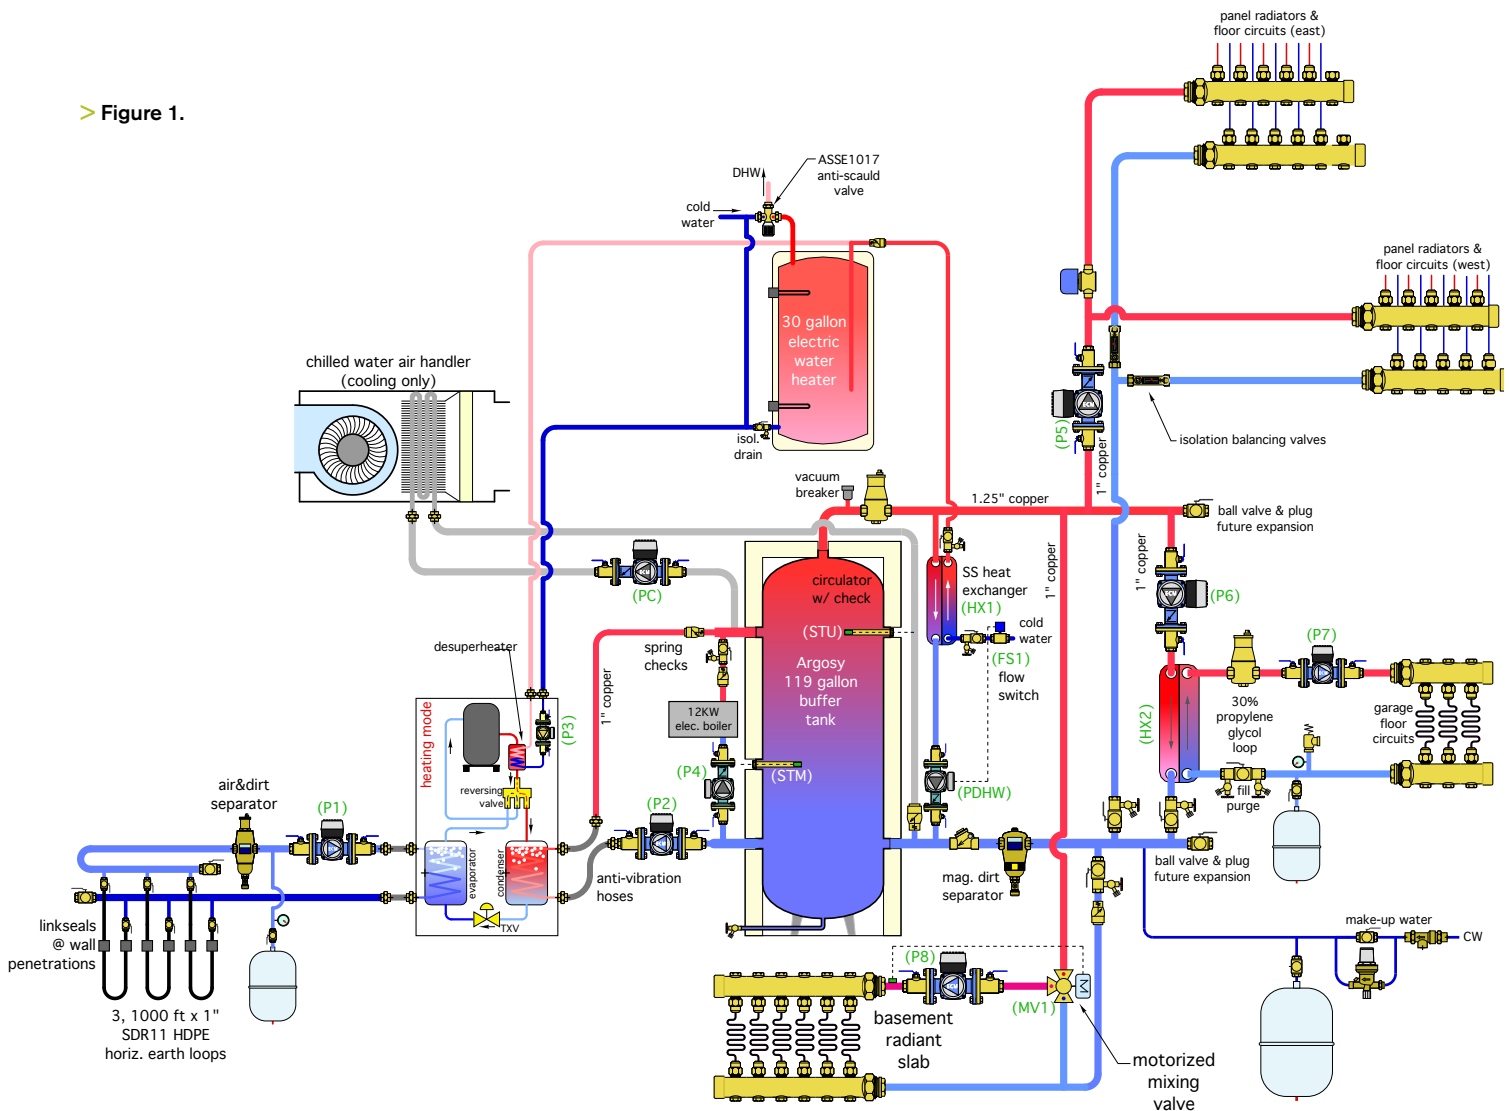 > Figure 1.
panel radiators &
floor circuits (east)
ASSE1017
anti-scauld
valve
DHW
cold
water
panel radiators &
floor circuits (west)
30 gallon
electric
water
heater
chilled water air handler
(cooling only)
isol.
drain
(P5)
1" copper
isolation balancing valves
vacuum
breaker
1.25" copper
ball valve & plug
future expansion
ECM
(PC)
circulator
w/ check
SS heat
exchanger
(HX1)
1" copper
1" copper
(P6)
(STU)
cold
water
(FS1)
flow
switch
spring
checks
desuperheater
1" copper
Argosy
119 gallon
buffer
tank
(P7)
12KW
elec. boiler
30%
propylene
glycol
loop
(HX2)
garage
floor
circuits
heating mode
(P3)
(P4)
(STM)
(PDHW)
fill
purge
reversing
valve
air&dirt
separator
(P1)
(P2)
evaporator
condenser
TXV
anti-vibration
hoses
mag. dirt
separator
ball valve & plug
future expansion
linkseals
@ wall
penetrations
make-up water
CW
(P8)
M
(MV1)
3, 1000 ft x 1"
SDR11 HDPE
horiz. earth loops
basement
radiant
slab
motorized
mixing
valve